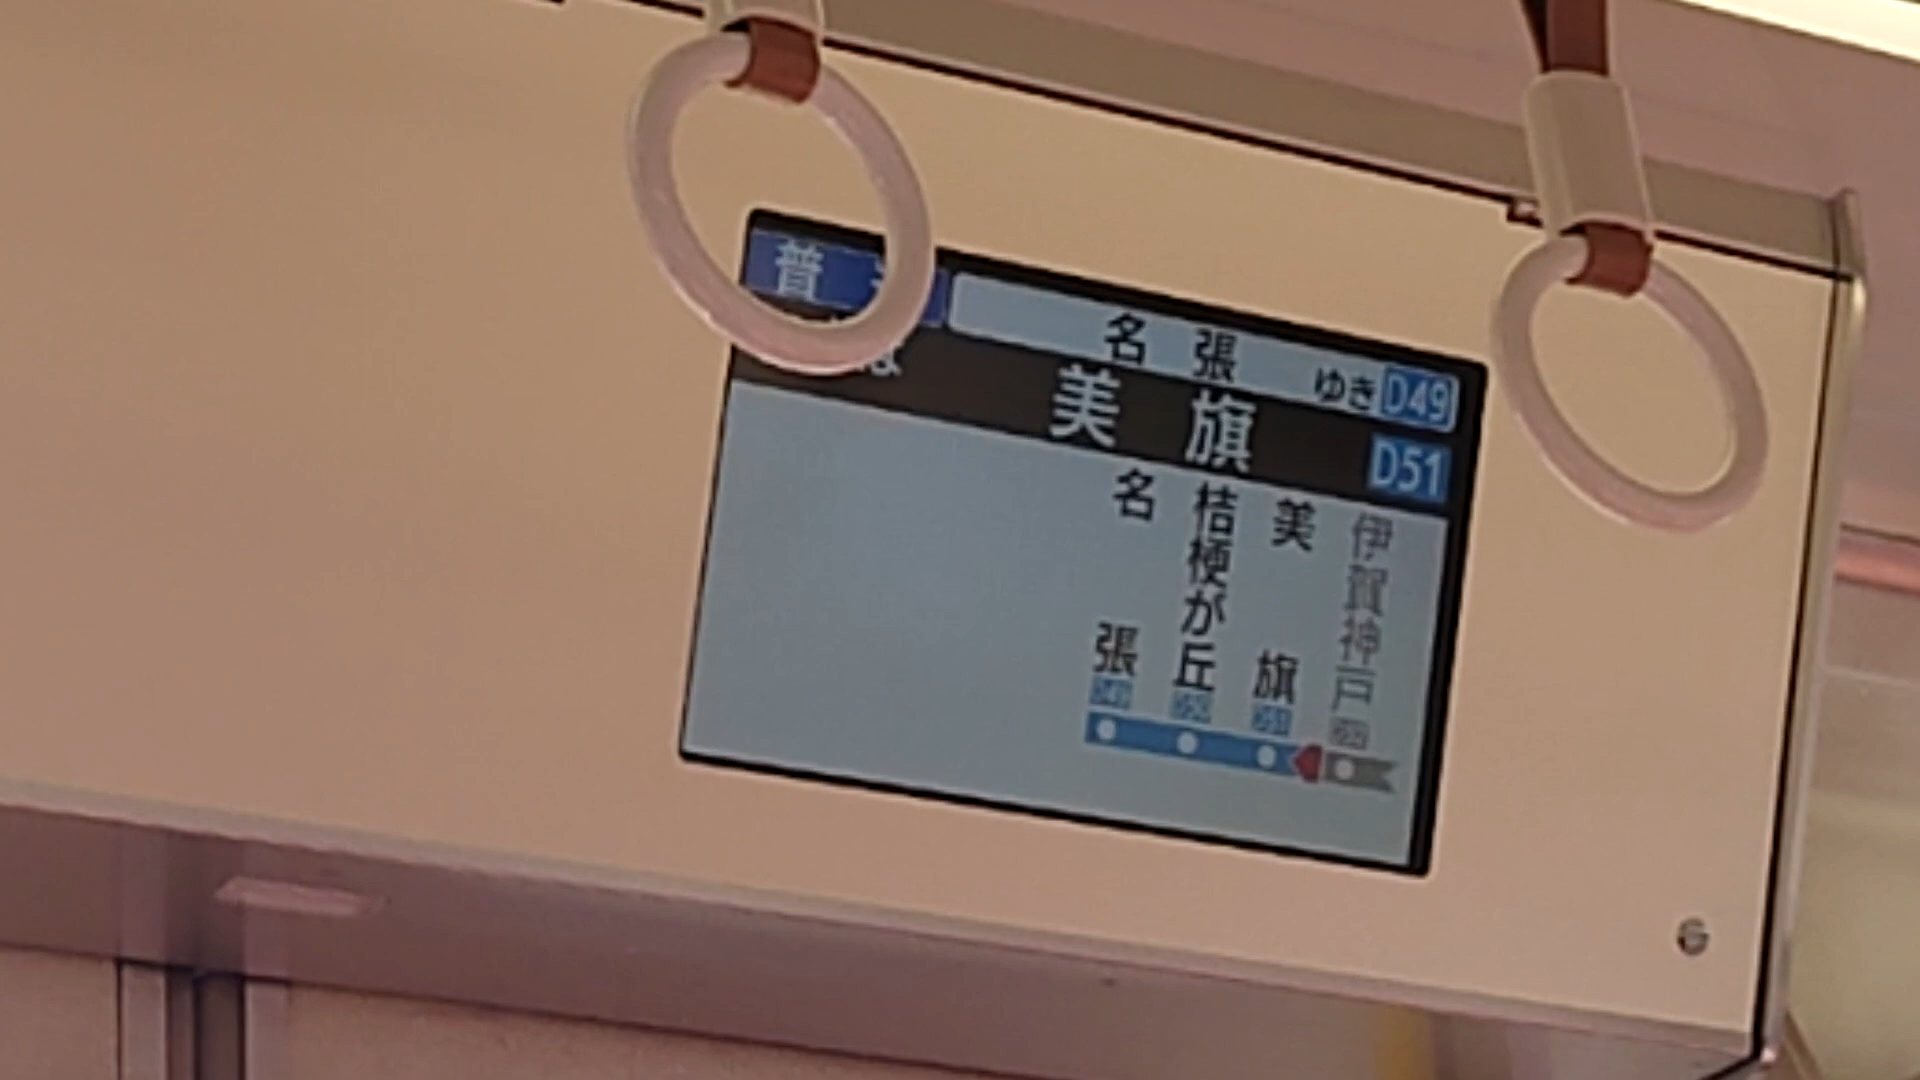 普
名張 ゆき D49
美旗 D51
伊賀神戸
美旗
桔梗が丘
名張